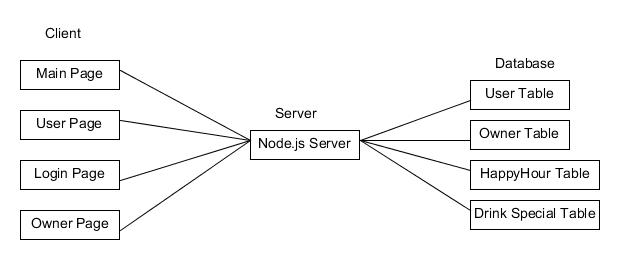 Client
Main Page
User Page
Login Page
Owner Page
Server
Node.js Server
Database
User Table
Owner Table
HappyHour Table
Drink Special Table